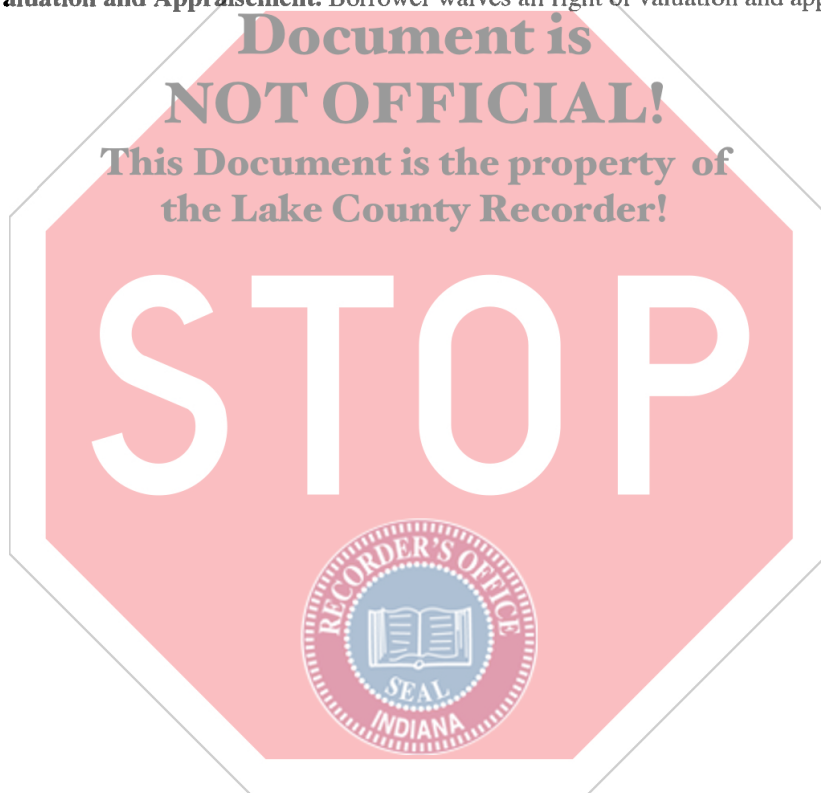 aluation and Appraisement. Borrower waives all right of valuation and app
Document is
NOT OFFICIAL!
This Document is the property of
the Lake County Recorder!
STOP
RECORDER'S OFFICE
SEAL
INDIANA